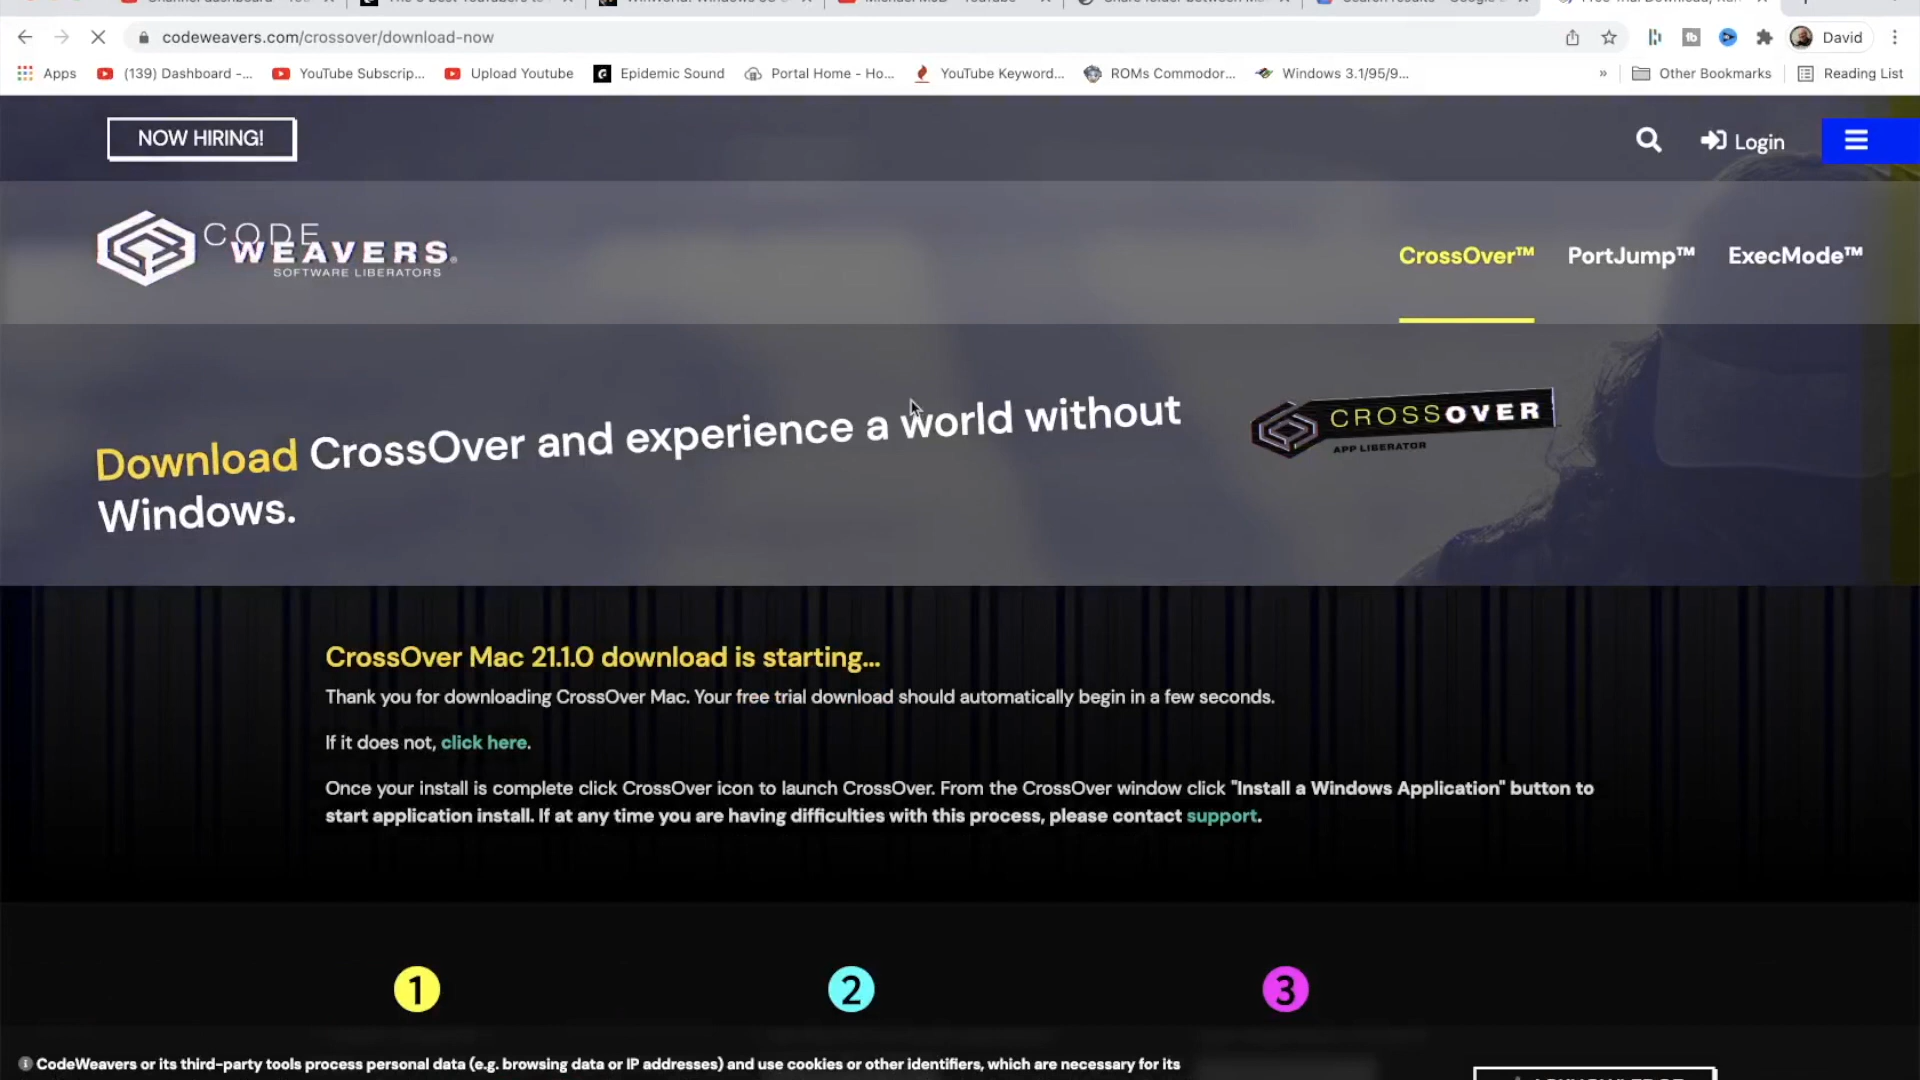 codeweavers.com/crossover/download-now
David
Apps
(139) Dashboard -...
YouTube Subscrip...
Upload Youtube
Epidemic Sound
Portal Home - Ho...
YouTube Keyword...
ROMs Commodor...
Windows 3.1/95/9...
»
Other Bookmarks
Reading List
NOW HIRING!
Login
CODE
WEAVERS®
SOFTWARE LIBERATORS
CrossOver™
PortJump™
ExecMode™
Download CrossOver and experience a world without
Windows.
CROSSOVER
APP LIBERATOR
CrossOver Mac 21.1.0 download is starting...
Thank you for downloading CrossOver Mac. Your free trial download should automatically begin in a few seconds.
If it does not, click here.
Once your install is complete click CrossOver icon to launch CrossOver. From the CrossOver window click "Install a Windows Application" button to
start application install. If at any time you are having difficulties with this process, please contact support.
1
2
3
CodeWeavers or its third-party tools process personal data (e.g. browsing data or IP addresses) and use cookies or other identifiers, which are necessary for its